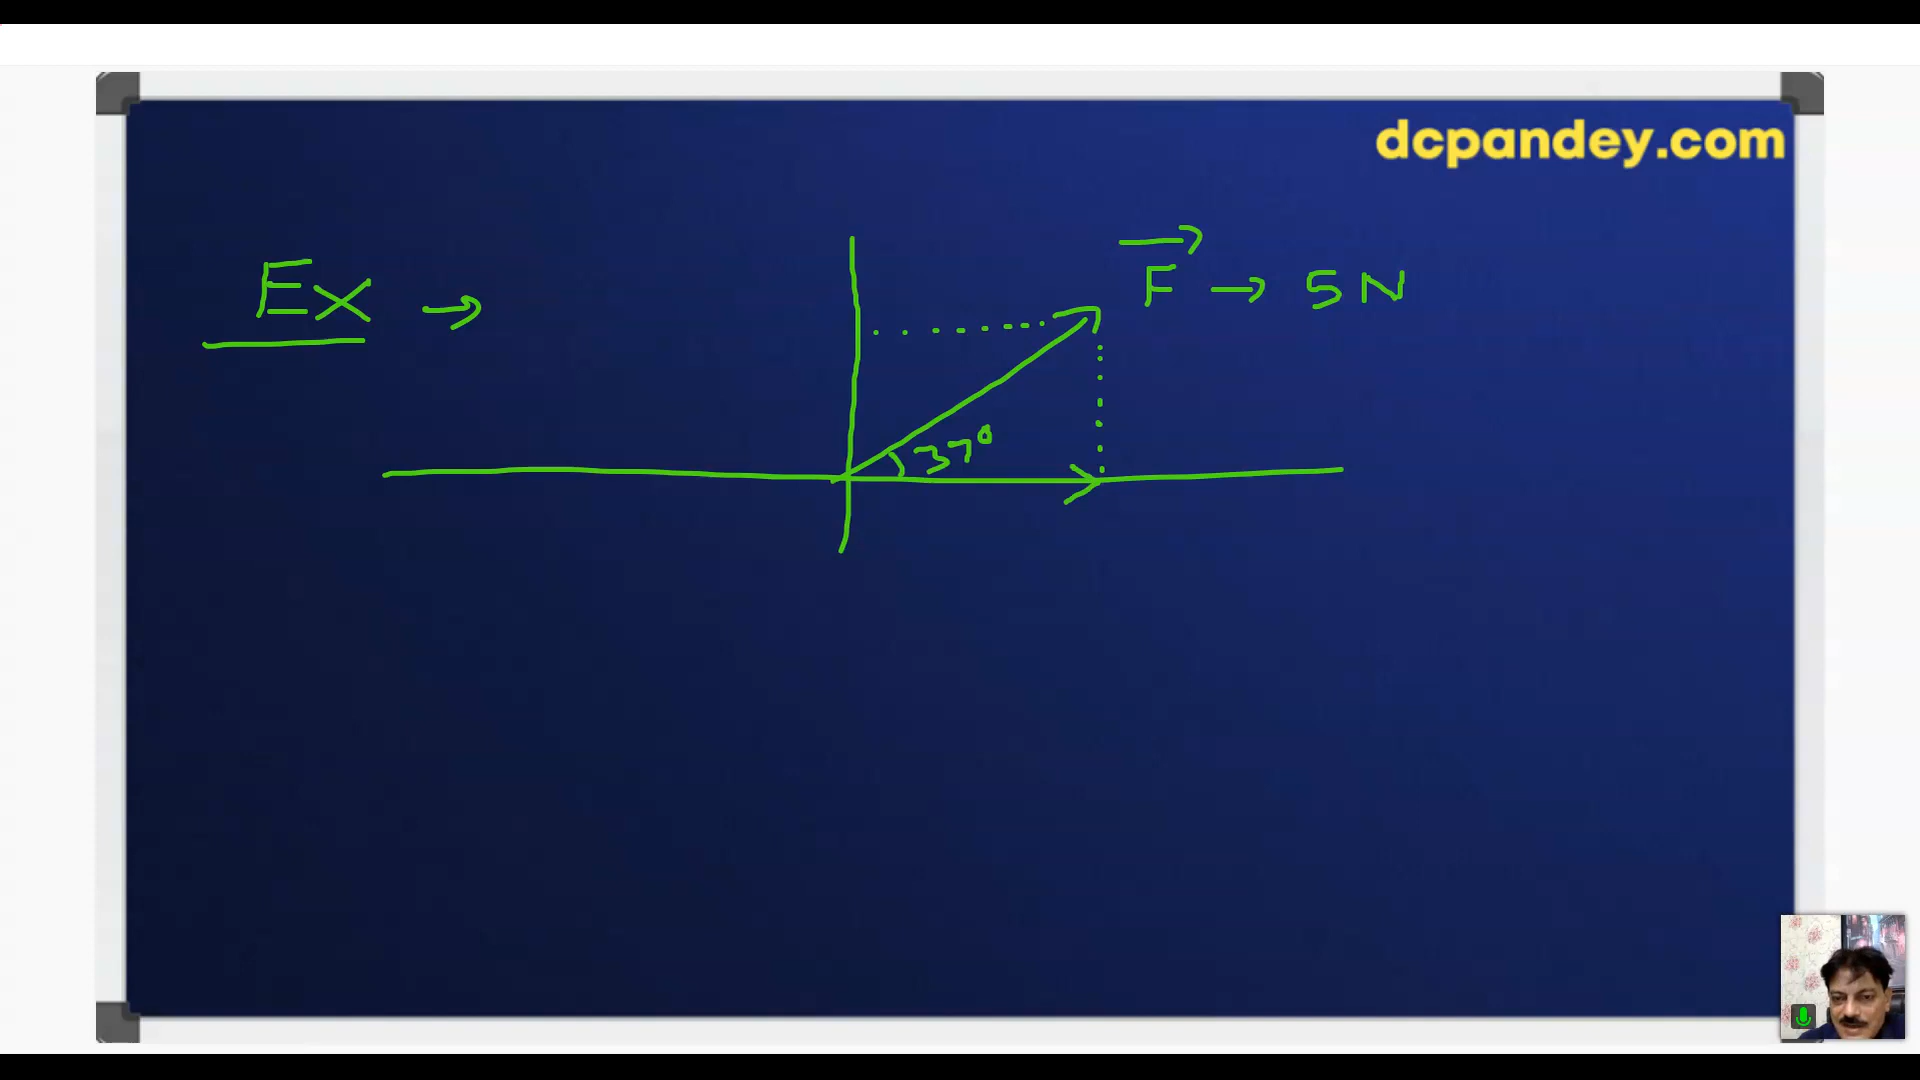 dcpandey.com
Ex → F⃗ → 5N
37°